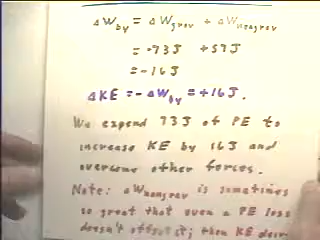 ΔW_by = ΔW_grav + ΔW_nongrav
= -73J + 57J
= -16J
ΔKE = -ΔW_by = +16J.
We expend 73J of PE to
increase KE by 16J and
overcome other forces.
Note: ΔW_nongrav is sometimes
so great that even a PE loss
doesn't offset it; then KE decr